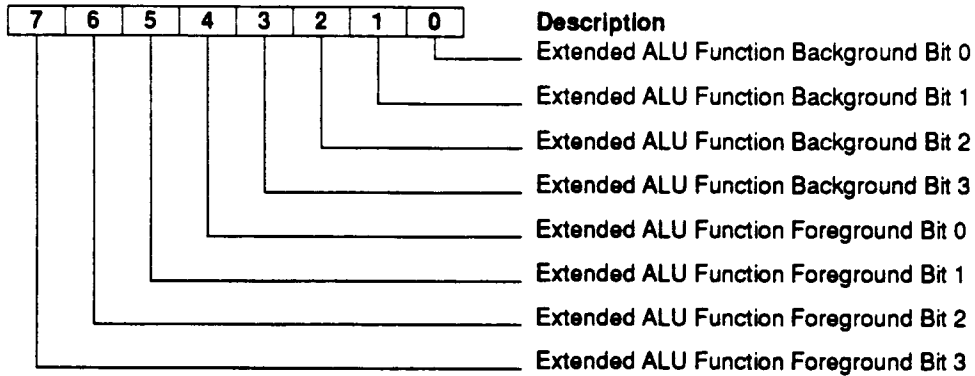 7 6 5 4 3 2 1 0 Description
Extended ALU Function Background Bit 0
Extended ALU Function Background Bit 1
Extended ALU Function Background Bit 2
Extended ALU Function Background Bit 3
Extended ALU Function Foreground Bit 0
Extended ALU Function Foreground Bit 1
Extended ALU Function Foreground Bit 2
Extended ALU Function Foreground Bit 3